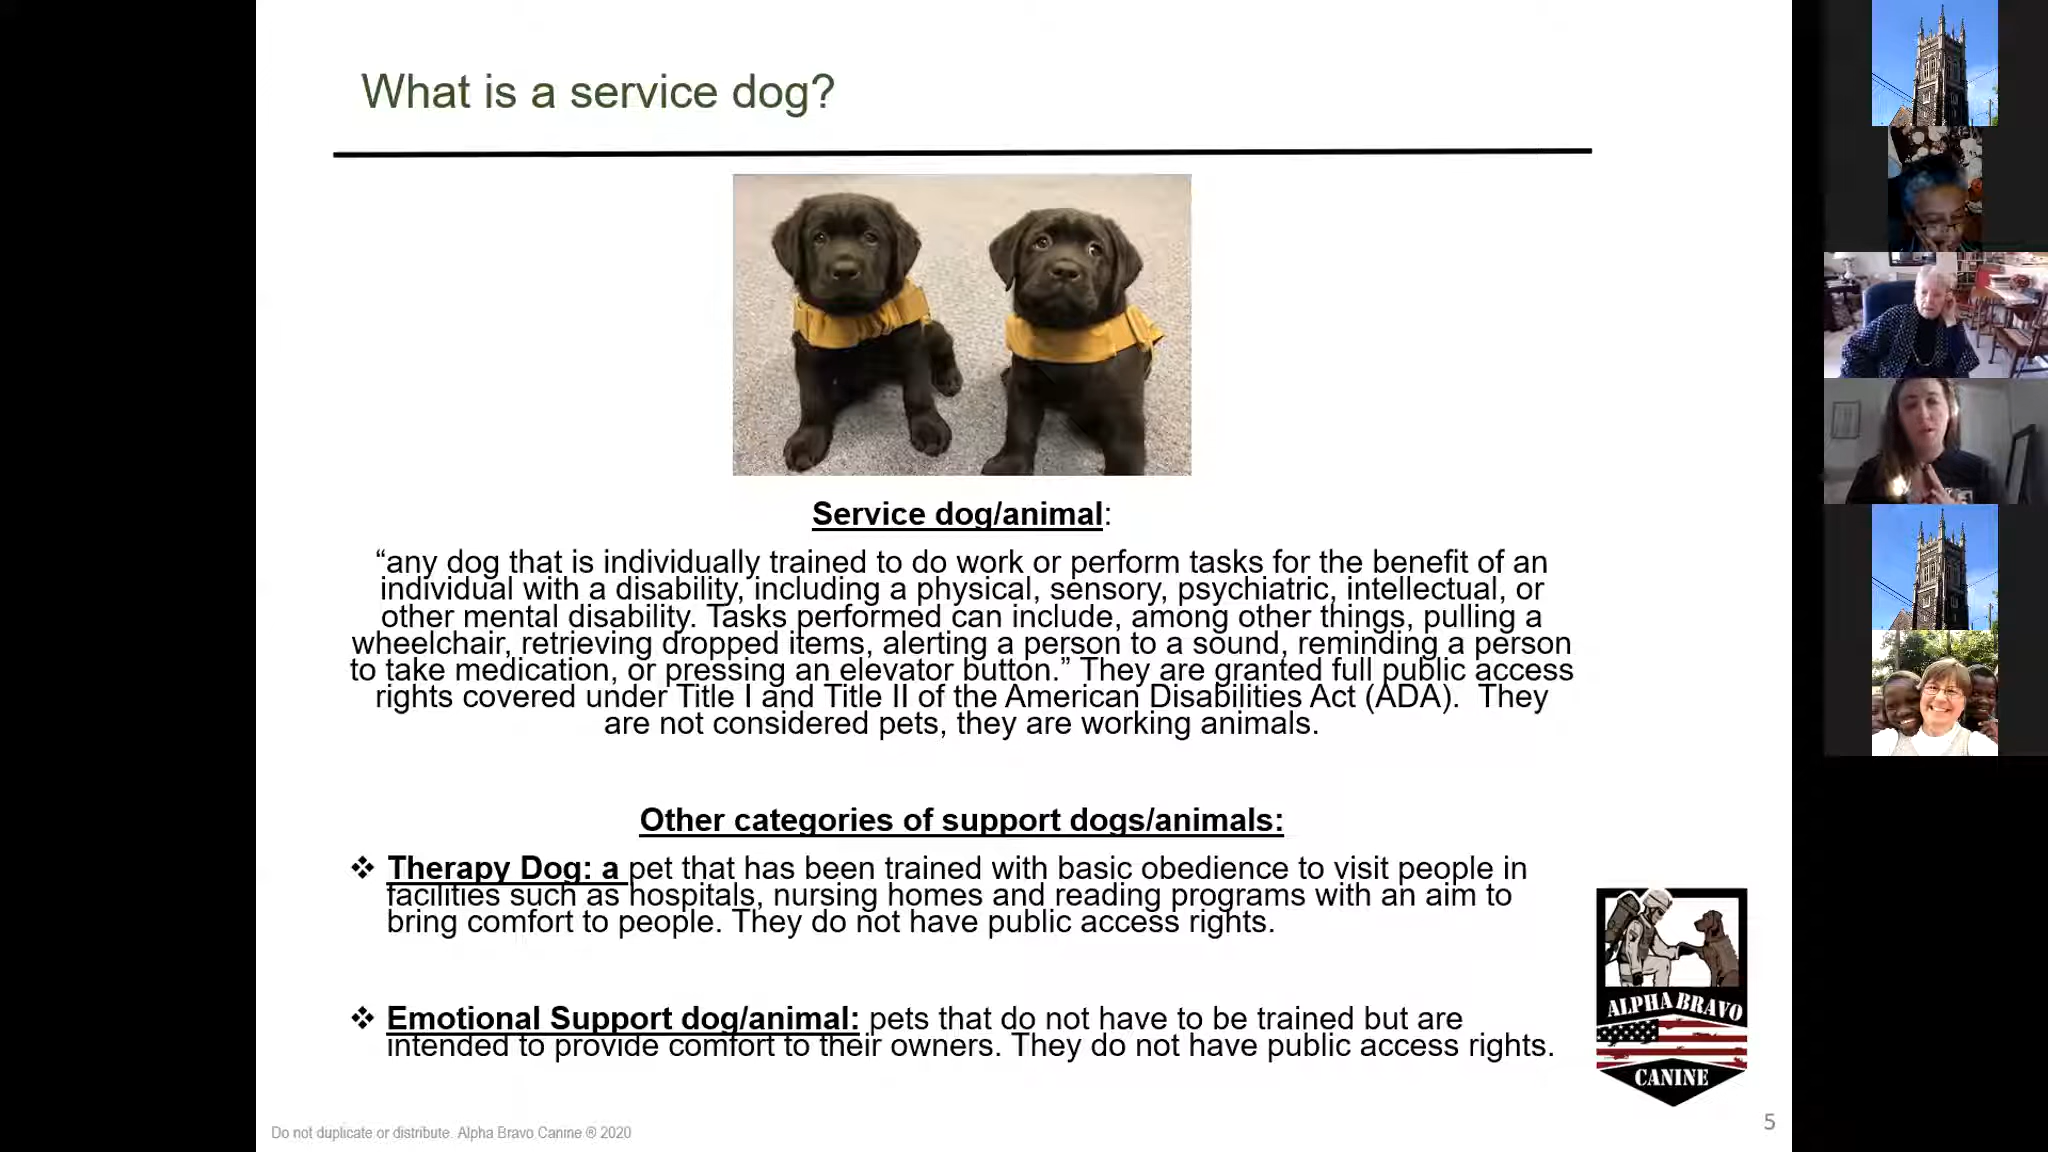 What is a service dog?
Service dog/animal:
“any dog that is individually trained to do work or perform tasks for the benefit of an
individual with a disability, including a physical, sensory, psychiatric, intellectual, or
other mental disability. Tasks performed can include, among other things, pulling a
wheelchair, retrieving dropped items, alerting a person to a sound, reminding a person
to take medication, or pressing an elevator button.” They are granted full public access
rights covered under Title I and Title II of the American Disabilities Act (ADA). They
are not considered pets, they are working animals.
Other categories of support dogs/animals:
❖ Therapy Dog: a pet that has been trained with basic obedience to visit people in
facilities such as hospitals, nursing homes and reading programs with an aim to
bring comfort to people. They do not have public access rights.
❖ Emotional Support dog/animal: pets that do not have to be trained but are
intended to provide comfort to their owners. They do not have public access rights.
ALPHA BRAVO
CANINE
Do not duplicate or distribute. Alpha Bravo Canine ® 2020
5